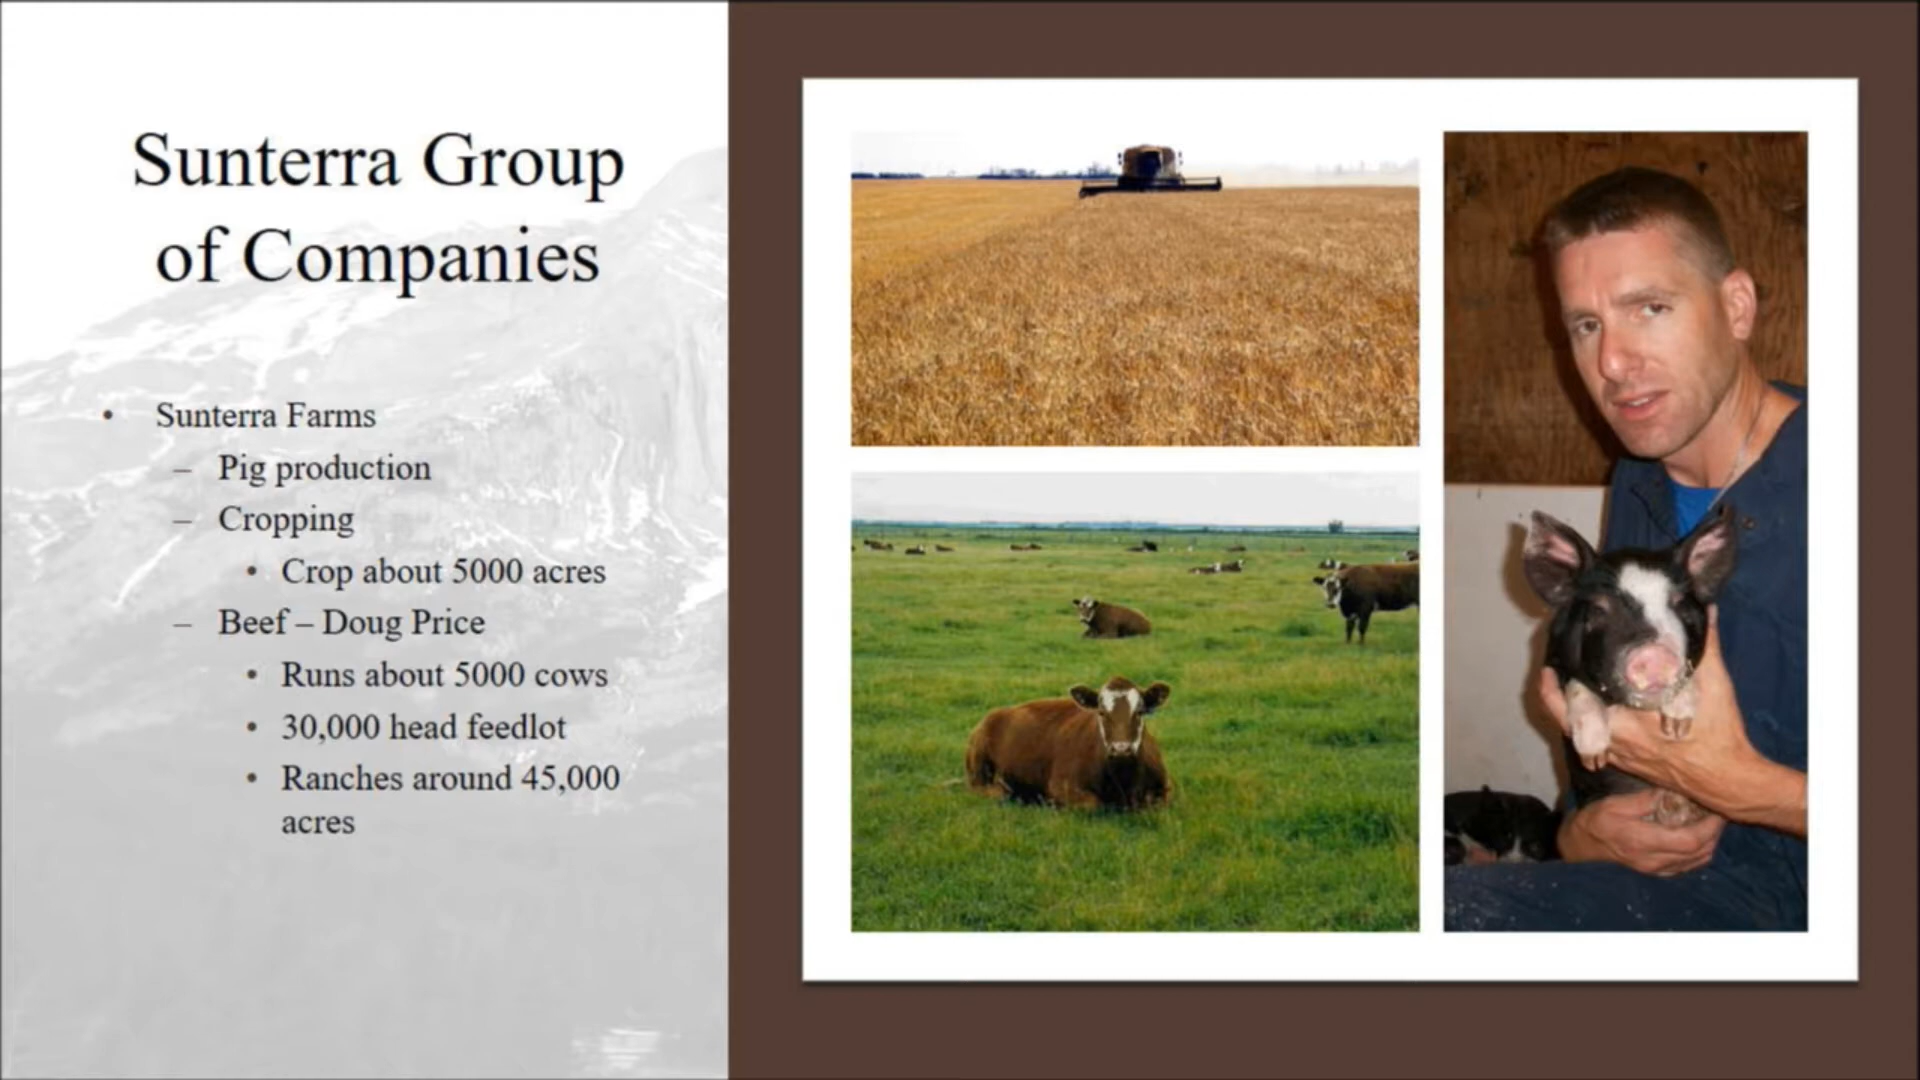 Sunterra Group
of Companies
• Sunterra Farms
– Pig production
– Cropping
• Crop about 5000 acres
– Beef – Doug Price
• Runs about 5000 cows
• 30,000 head feedlot
• Ranches around 45,000
acres